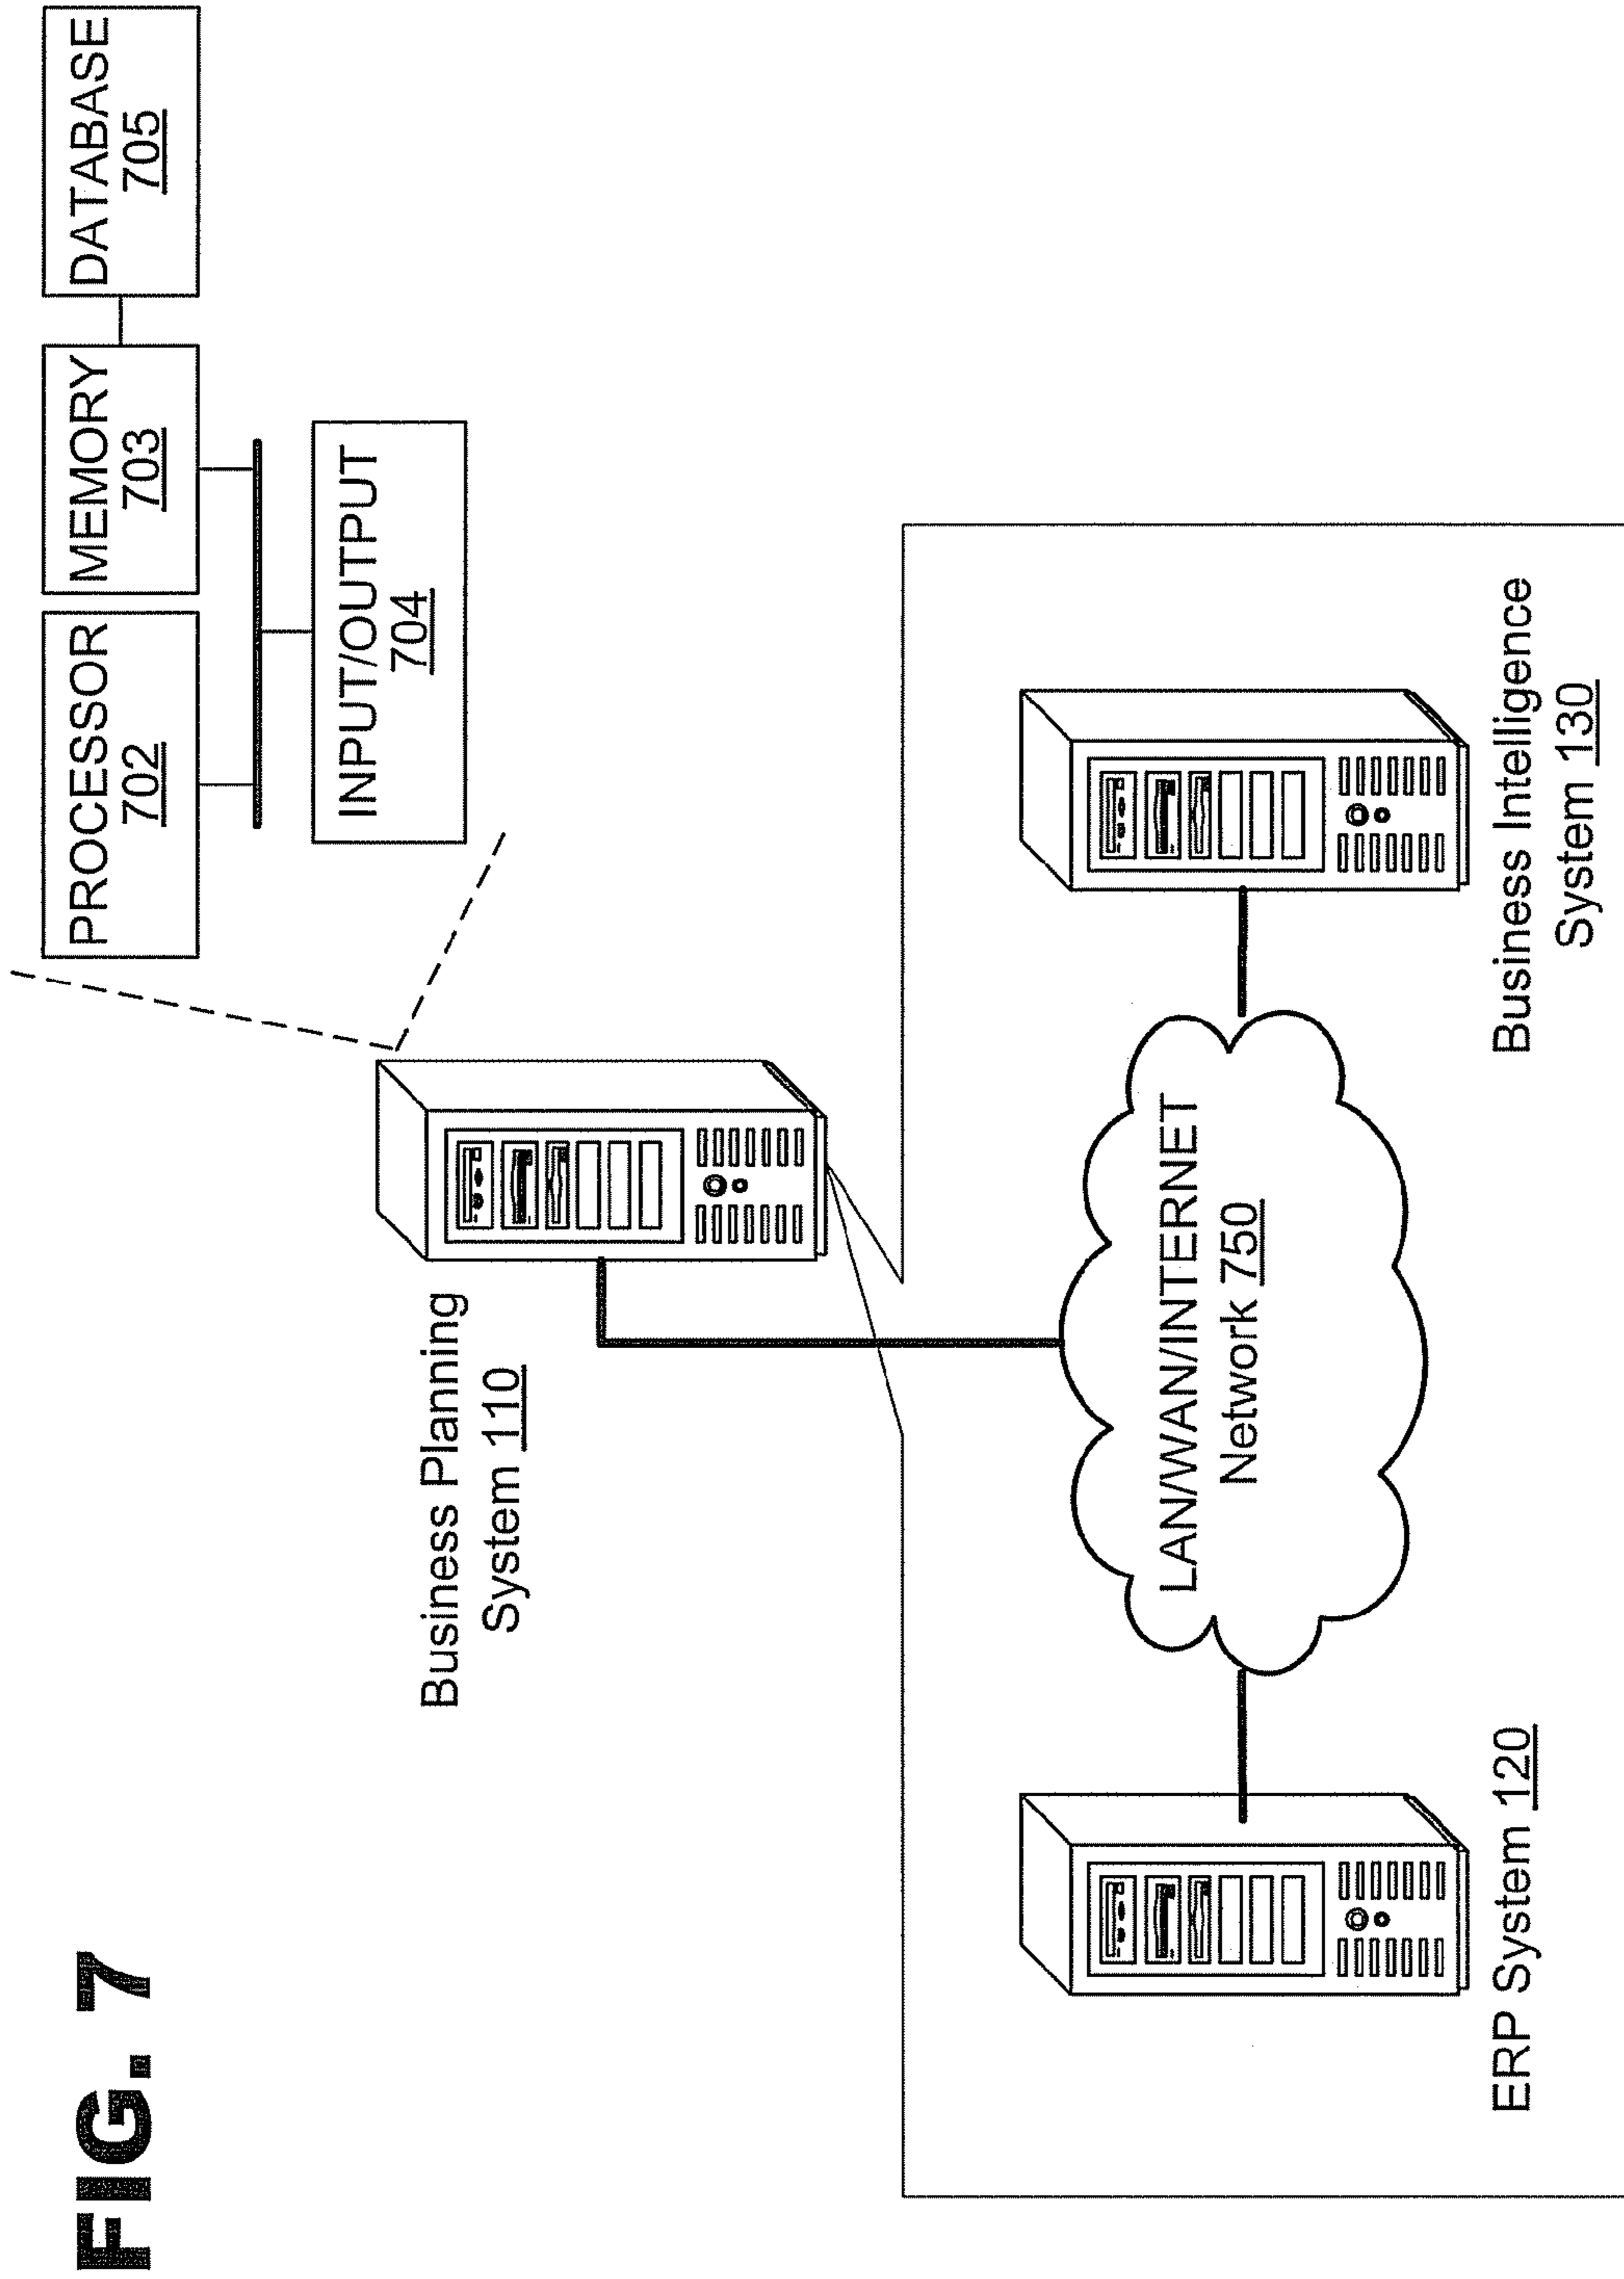 FIG. 7
PROCESSOR
702
MEMORY
703
DATABASE
705
INPUT/OUTPUT
704
Business Planning
System 110
LAN/WAN/INTERNET
Network 750
ERP System 120
Business Intelligence
System 130